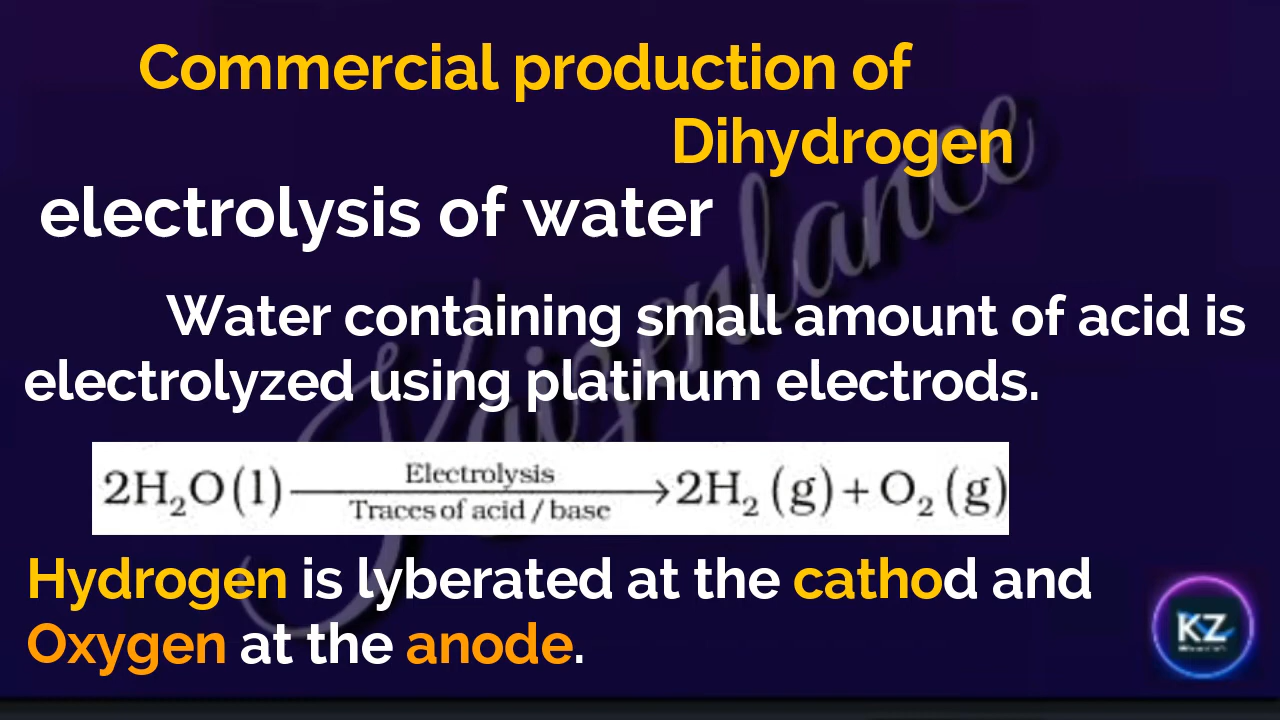 Commercial production of
Dihydrogen
electrolysis of water
Water containing small amount of acid is
electrolyzed using platinum electrods.
2H₂O(l) Electrolysis Traces of acid / base → 2H₂ (g) + O₂ (g)
Hydrogen is lyberated at the cathod and
Oxygen at the anode.
Kaigenlance
KZ